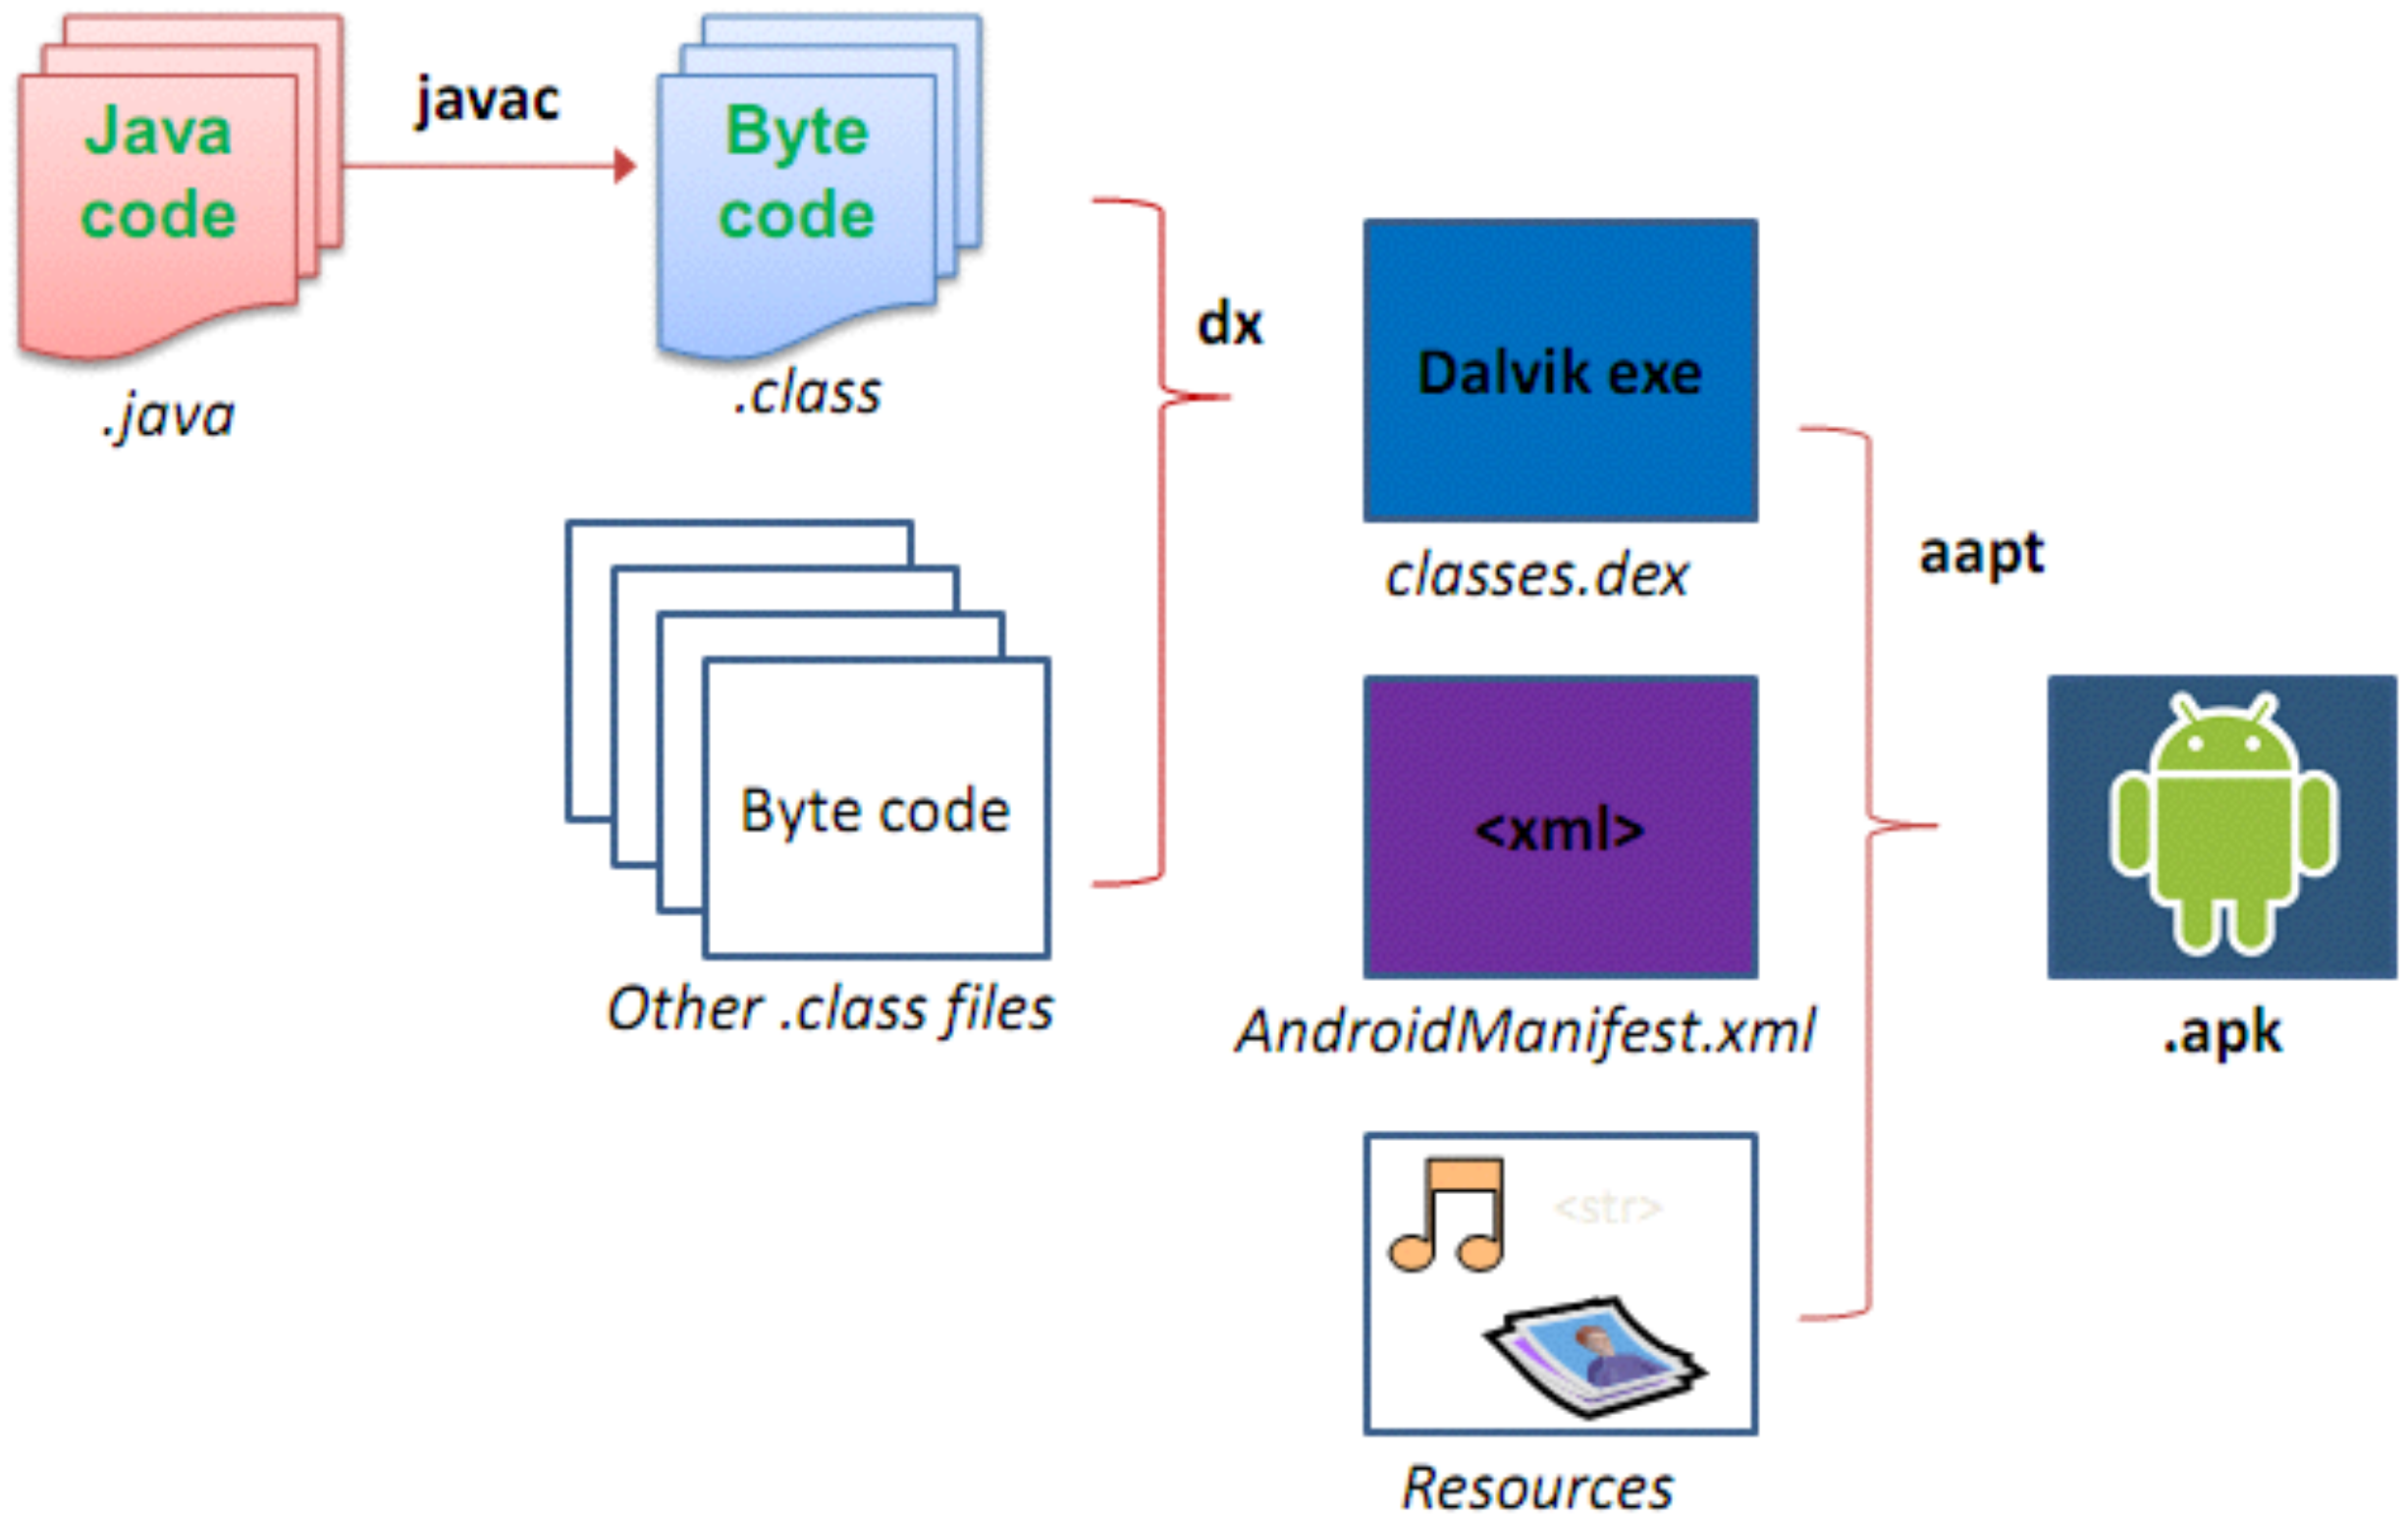 Java
code
.java
javac
Byte
code
.class
Byte code
Other .class files
dx
Dalvik exe
classes.dex
<xml>
AndroidManifest.xml
<str>
Resources
aapt
.apk